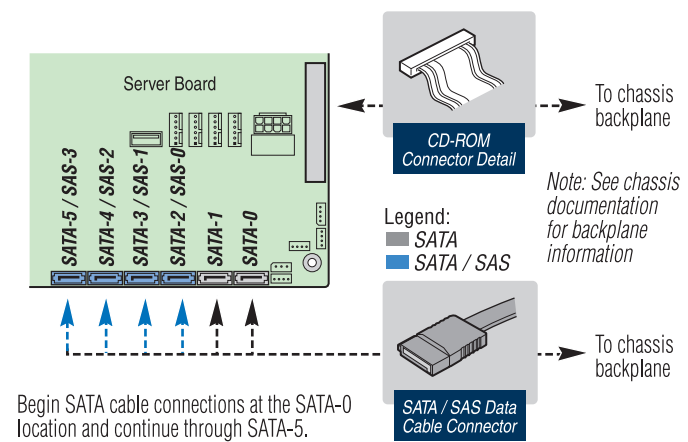 Server Board
SATA-5 / SAS-3
SATA-4 / SAS-2
SATA-3 / SAS-1
SATA-2 / SAS-0
SATA-1
SATA-0
CD-ROM
Connector Detail
To chassis
backplane
Note: See chassis
documentation
for backplane
information
Legend:
SATA
SATA / SAS
To chassis
backplane
SATA / SAS Data
Cable Connector
Begin SATA cable connections at the SATA-0
location and continue through SATA-5.